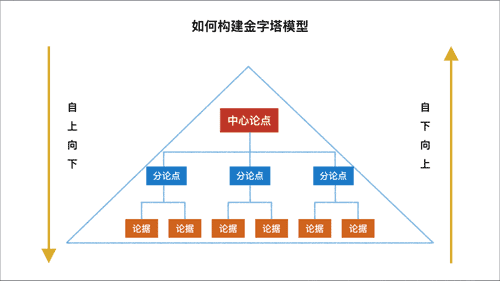 如何构建金字塔模型
自上向下
自下向上
中心论点
分论点 分论点 分论点
论据 论据 论据 论据 论据 论据